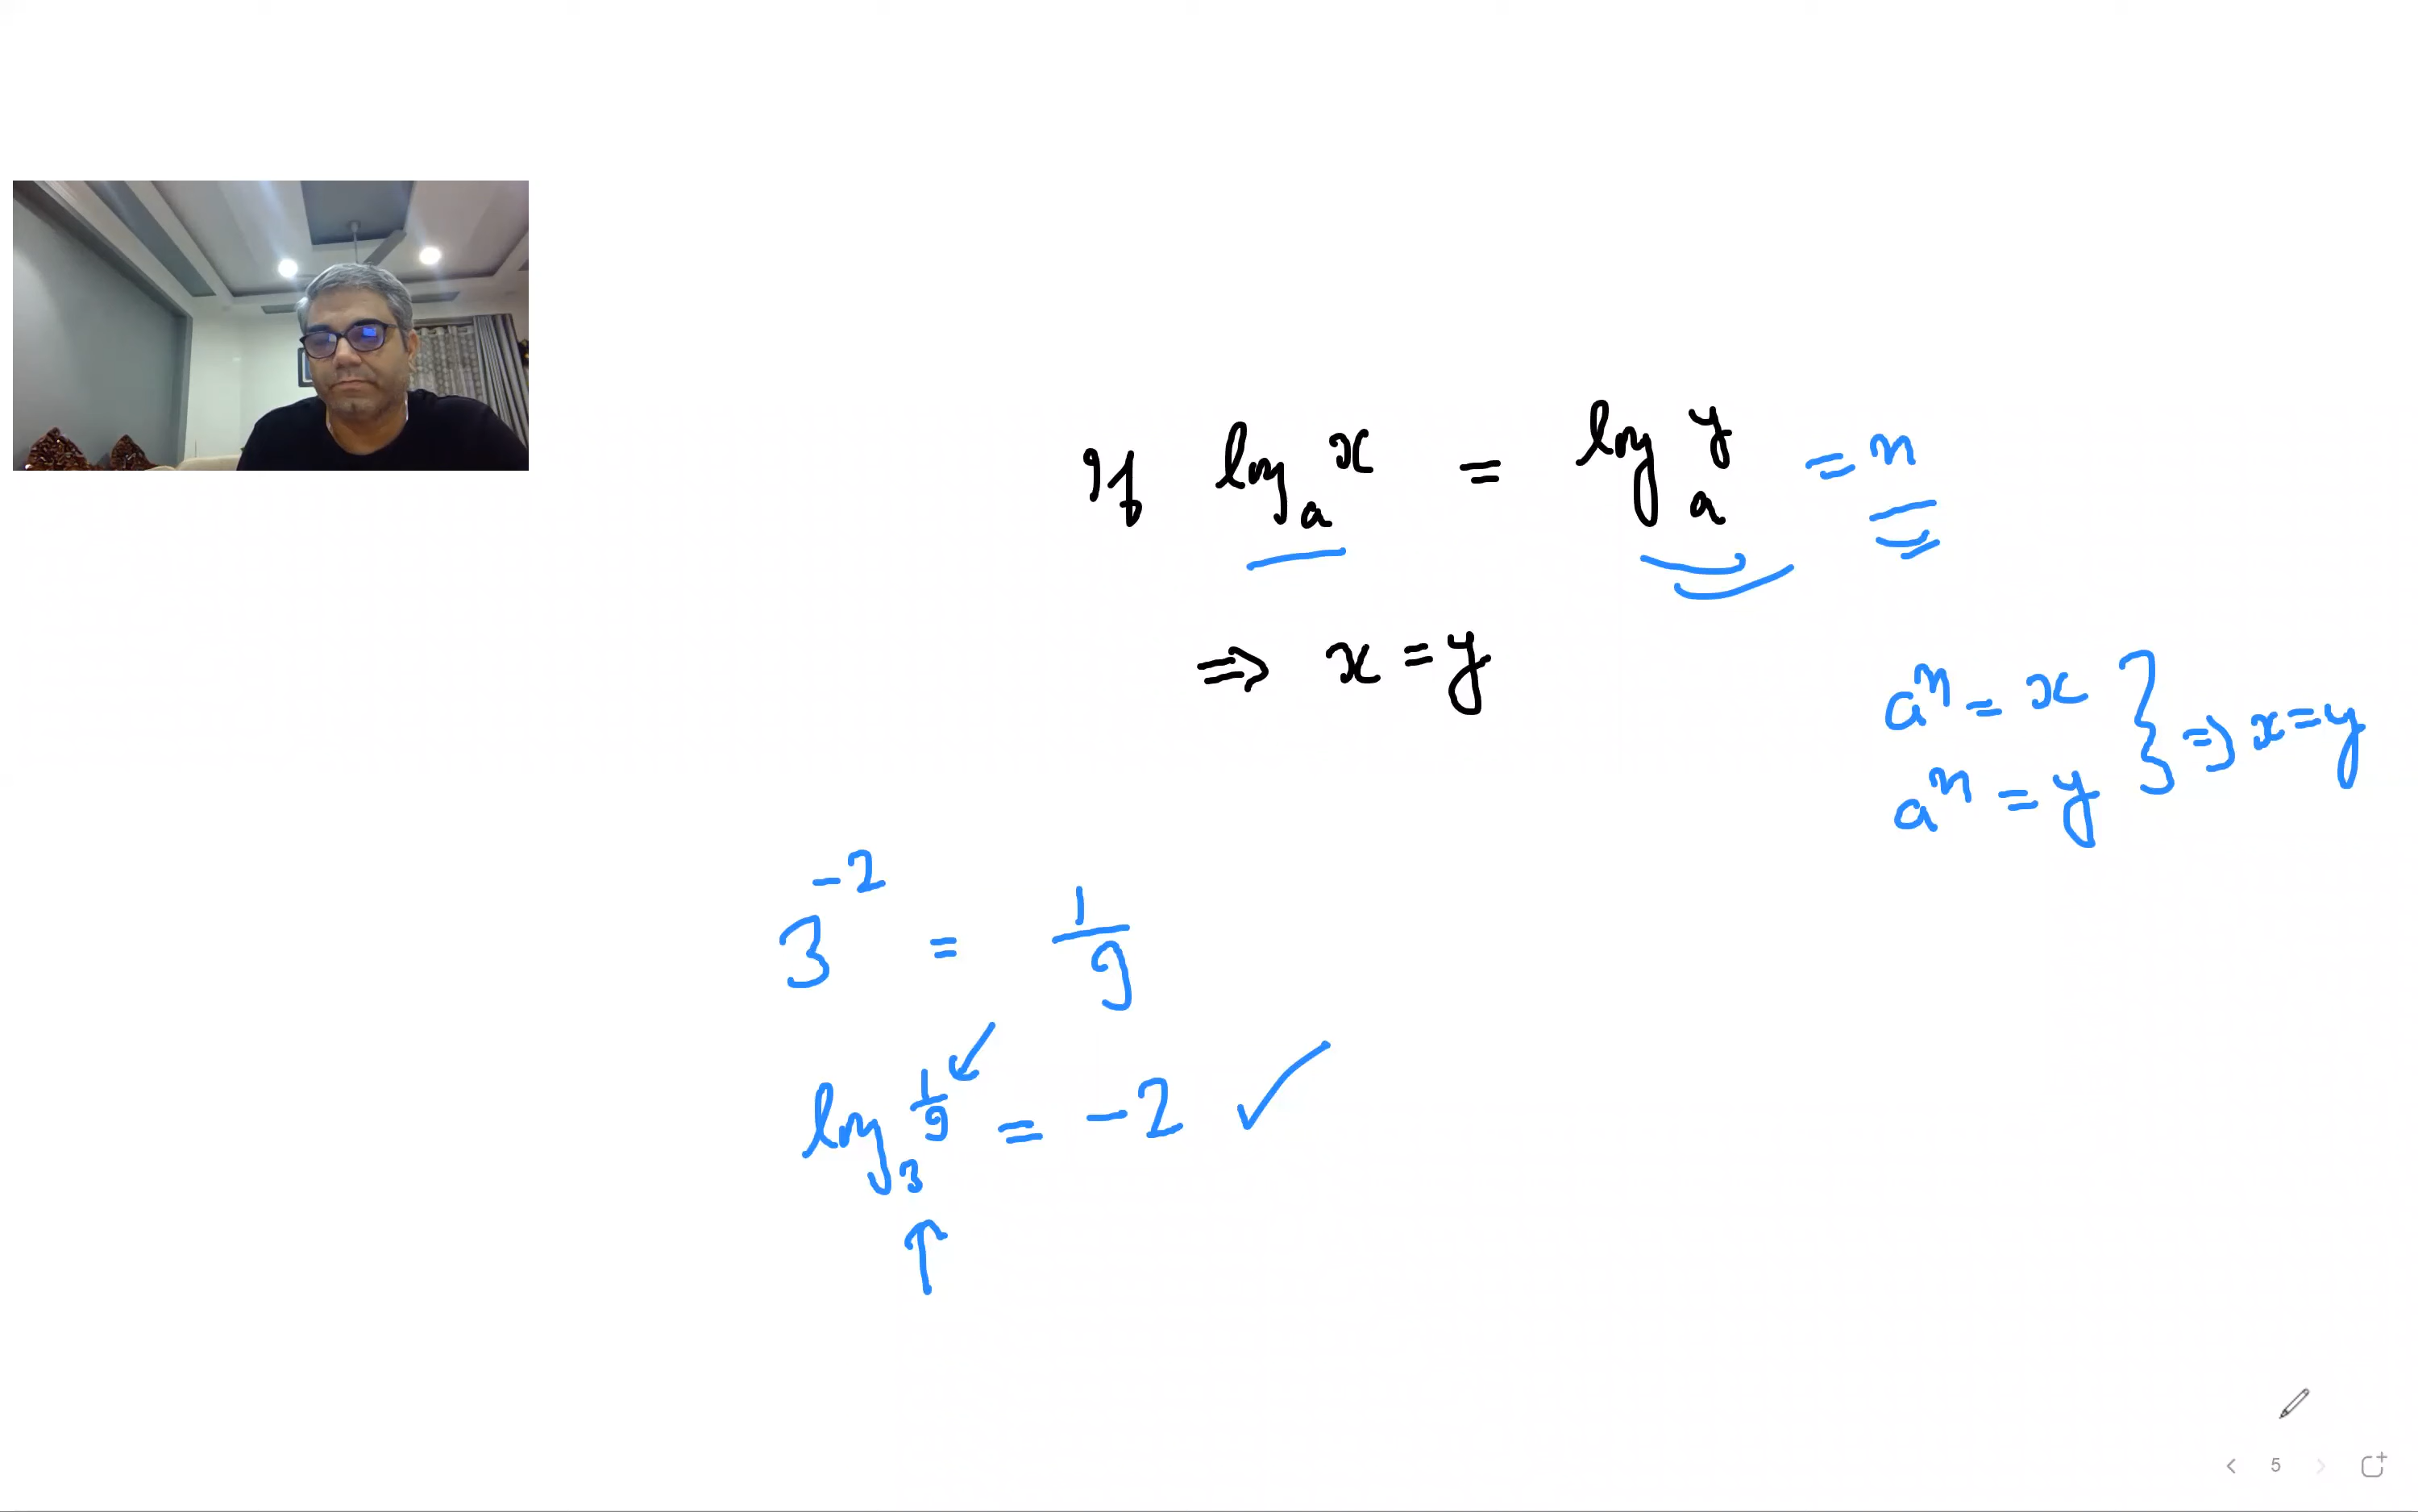 If log_a x = log_a y = n
⇒ x = y
a^n = x
a^n = y } ⇒ x = y
3^-2 = 1/9
log_3 1/9 = -2 ✓
5